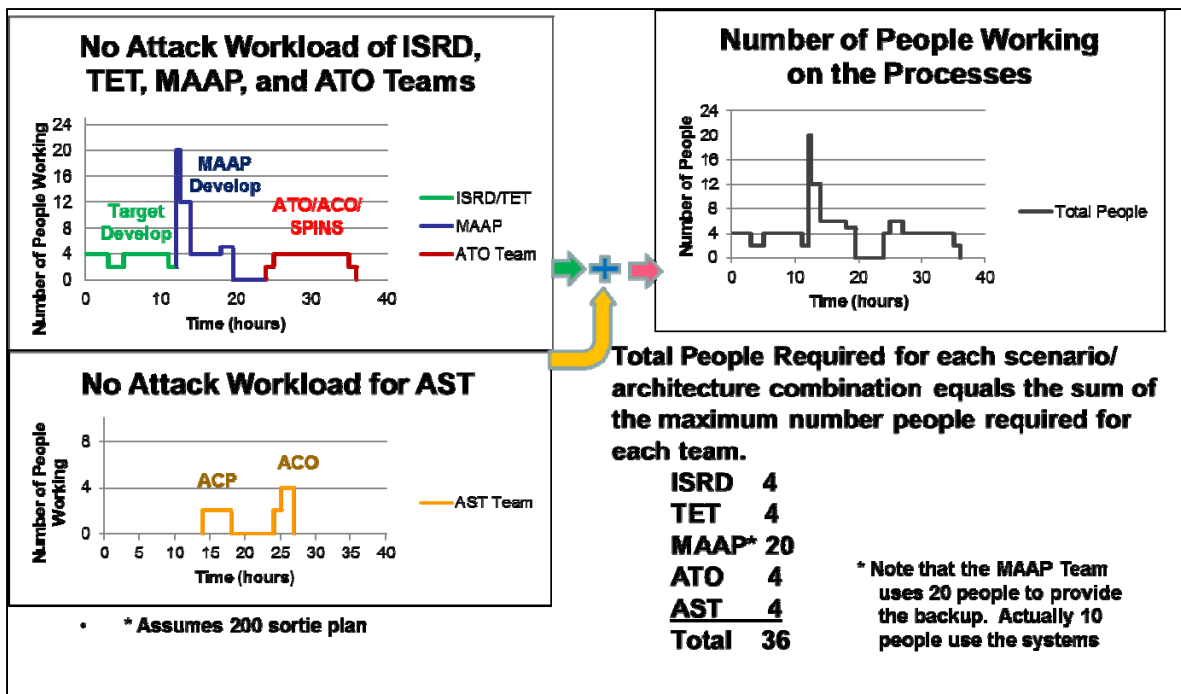 No Attack Workload of ISRD,
TET, MAAP, and ATO Teams
Number of People Working
24
20
16
12
8
4
0
0
10
20
30
40
Time (hours)
Target
Develop
MAAP
Develop
ATO/ACO/
SPINS
ISRD/TET
MAAP
ATO Team
No Attack Workload for AST
Number of People
Working
8
4
0
0 5 10 15 20 25 30 35 40
Time (hours)
ACP
ACO
AST Team
• * Assumes 200 sortie plan
Number of People Working
on the Processes
Number of People
24
20
16
12
8
4
0
0 10 20 30 40
Time (hours)
Total People
Total People Required for each scenario/
architecture combination equals the sum of
the maximum number people required for
each team.
ISRD 4
TET 4
MAAP* 20
ATO 4
AST 4
Total 36
* Note that the MAAP Team
uses 20 people to provide
the backup. Actually 10
people use the systems